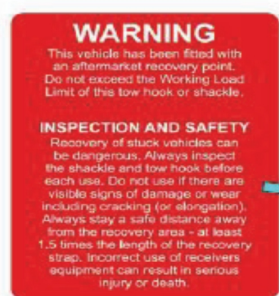 WARNING
This vehicle has been fitted with
an aftermarket recovery point.
Do not exceed the Working Load
Limit of this tow hook or shackle.
INSPECTION AND SAFETY
Recovery of stuck vehicles can
be dangerous. Always inspect
the shackle and tow hook before
each use. Do not use if there are
visible signs of damage or wear
including cracking (or elongation).
Always stay a safe distance away
from the recovery area - at least
1.5 times the length of the recovery
strap. Incorrect use of receivers
equipment can result in serious
injury or death.